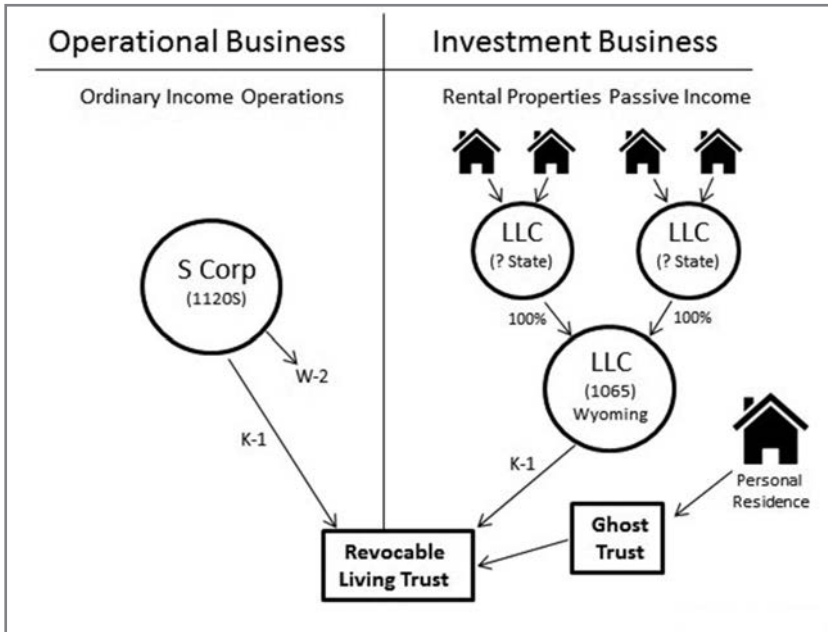 Operational Business
Ordinary Income Operations
S Corp
(1120S)
W-2
K-1
Investment Business
Rental Properties Passive Income
LLC
(? State)
LLC
(? State)
100%
100%
LLC
(1065)
Wyoming
K-1
Personal
Residence
Ghost
Trust
Revocable
Living Trust